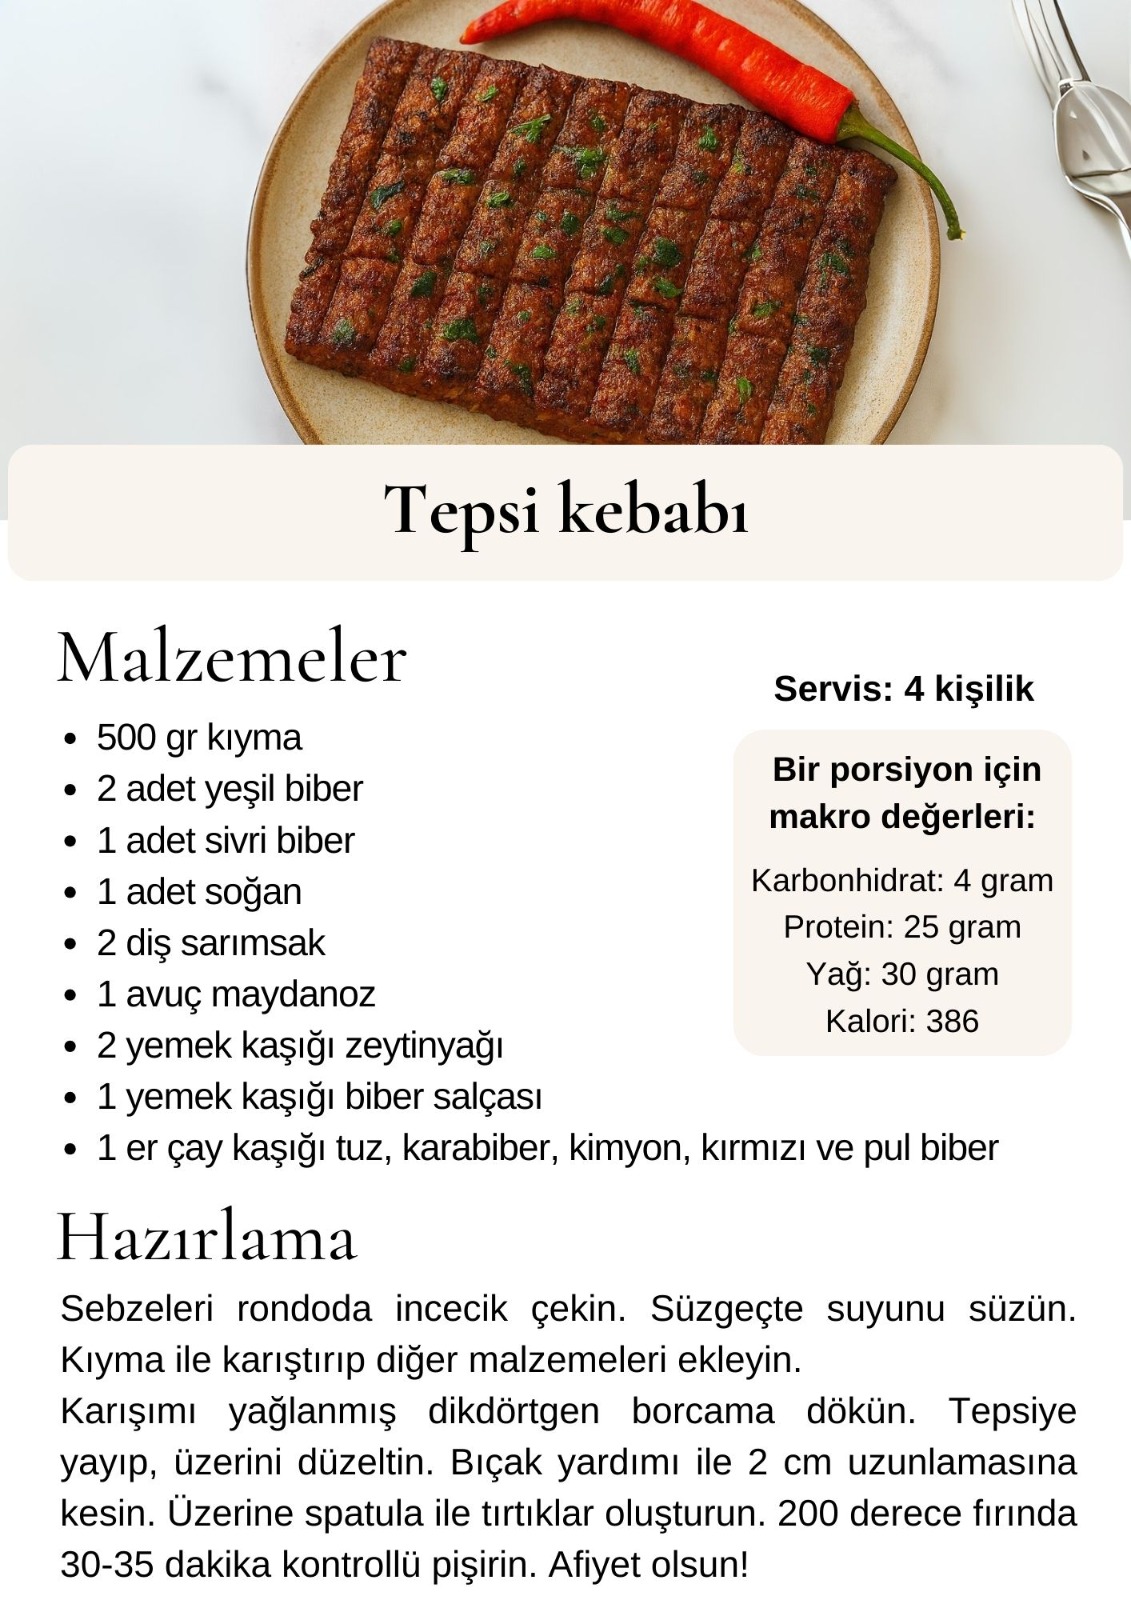 Tepsi kebabı
Malzemeler
• 500 gr kıyma
• 2 adet yeşil biber
• 1 adet sivri biber
• 1 adet soğan
• 2 diş sarımsak
• 1 avuç maydanoz
• 2 yemek kaşığı zeytinyağı
• 1 yemek kaşığı biber salçası
• 1 er çay kaşığı tuz, karabiber, kimyon, kırmızı ve pul biber
Servis: 4 kişilik
Bir porsiyon için
makro değerleri:
Karbonhidrat: 4 gram
Protein: 25 gram
Yağ: 30 gram
Kalori: 386
Hazırlama
Sebzeleri rondoda incecik çekin. Süzgeçte suyunu süzün.
Kıyma ile karıştırıp diğer malzemeleri ekleyin.
Karışımı yağlanmış dikdörtgen borcama dökün. Tepsiye
yayıp, üzerini düzeltin. Bıçak yardımı ile 2 cm uzunlamasına
kesin. Üzerine spatula ile tırtıklar oluşturun. 200 derece fırında
30-35 dakika kontrollü pişirin. Afiyet olsun!